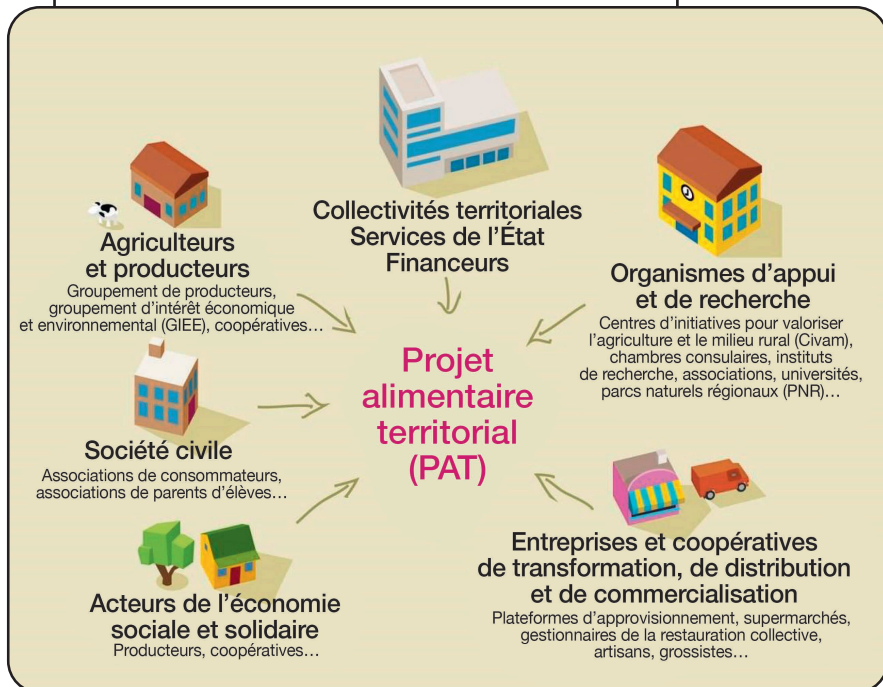 Collectivités territoriales
Services de l'État
Financeurs
Agriculteurs
et producteurs
Groupement de producteurs,
groupement d'intérêt économique
et environnemental (GIEE), coopératives...
Organismes d'appui
et de recherche
Centres d'initiatives pour valoriser
l'agriculture et le milieu rural (Civam),
chambres consulaires, instituts
de recherche, associations, universités,
parcs naturels régionaux (PNR)...
Projet
alimentaire
territorial
(PAT)
Société civile
Associations de consommateurs,
associations de parents d'élèves...
Acteurs de l'économie
sociale et solidaire
Producteurs, coopératives...
Entreprises et coopératives
de transformation, de distribution
et de commercialisation
Plateformes d'approvisionnement, supermarchés,
gestionnaires de la restauration collective,
artisans, grossistes...